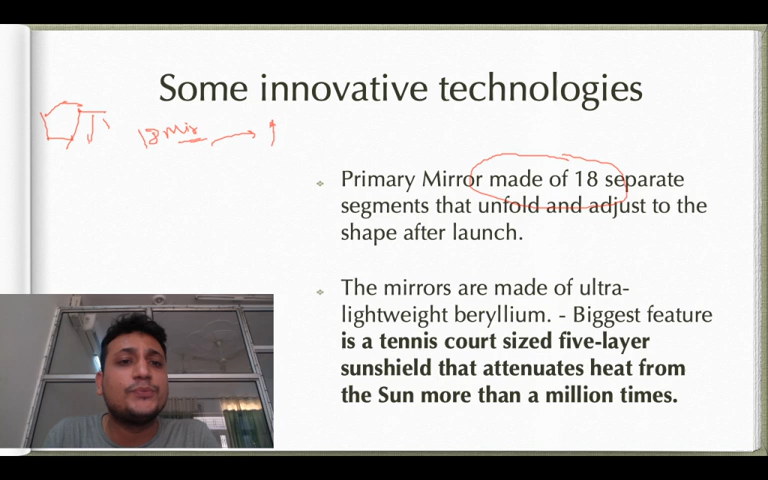 Some innovative technologies
18 Mir
Primary Mirror made of 18 separate
segments that unfold and adjust to the
shape after launch.
The mirrors are made of ultra-
lightweight beryllium. - Biggest feature
is a tennis court sized five-layer
sunshield that attenuates heat from
the Sun more than a million times.